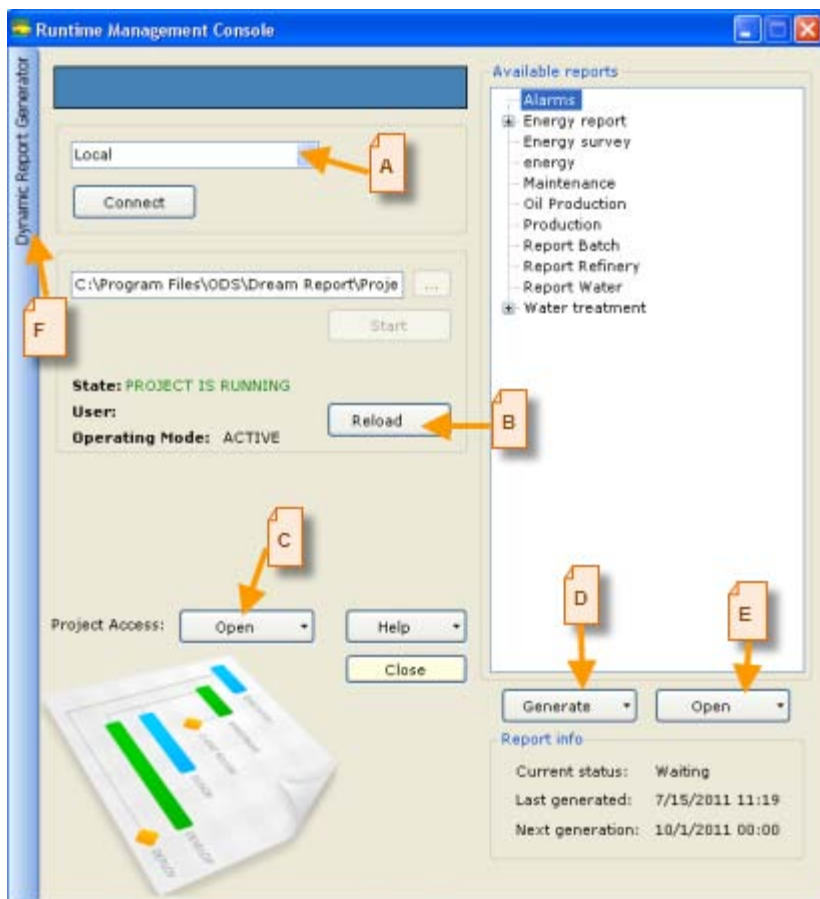 Runtime Management Console
Dynamic Report Generator
Local
A
Connect
F
C:\Program Files\ODS\Dream Report\Proje
...
Start
State: PROJECT IS RUNNING
User:
Operating Mode: ACTIVE
Reload
B
C
Project Access:
Open
Help
Close
Available reports
Alarms
Energy report
Energy survey
energy
Maintenance
Oil Production
Production
Report Batch
Report Refinery
Report Water
Water treatment
D
E
Generate
Open
Report info
Current status: Waiting
Last generated: 7/15/2011 11:19
Next generation: 10/1/2011 00:00
DEVELOP
DEPLOY